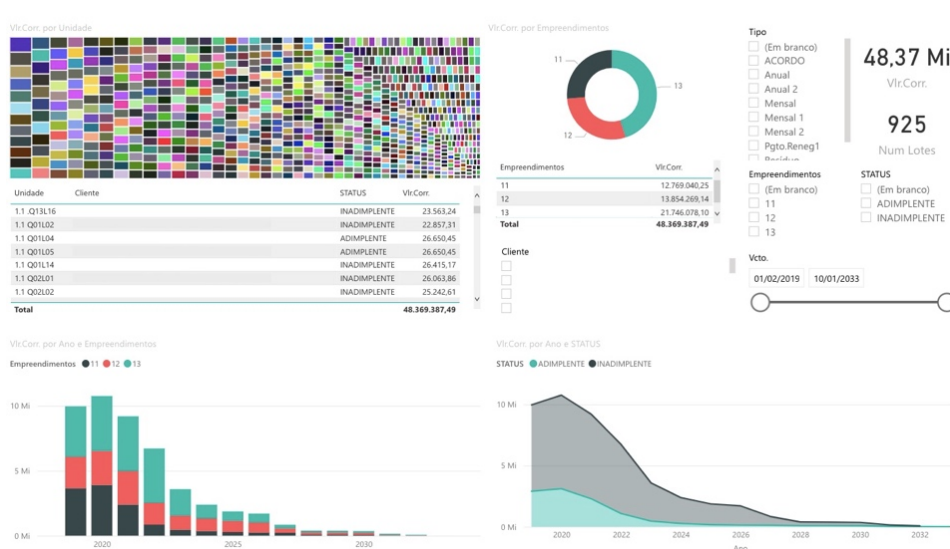 Vlr.Corr. por Unidade
Unidade Cliente STATUS Vlr.Corr.
1.1 .Q13L16 INADIMPLENTE 23.563,24
1.1 Q01L02 INADIMPLENTE 22.857,31
1.1 Q01L04 ADIMPLENTE 26.650,45
1.1 Q01L05 ADIMPLENTE 26.650,45
1.1 Q01L14 INADIMPLENTE 26.415,17
1.1 Q02L01 INADIMPLENTE 26.063,86
1.1 Q02L02 INADIMPLENTE 25.242,61
Total 48.369.387,49
Vlr.Corr. por Empreendimentos
11
13
12
Empreendimentos Vlr.Corr.
11 12.769.040,25
12 13.854.269,14
13 21.746.078,10
Total 48.369.387,49
Cliente
Tipo
(Em branco)
ACORDO
Anual
Anual 2
Mensal
Mensal 1
Mensal 2
Pgto.Reneg1
48,37 Mi
Vlr.Corr.
925
Num Lotes
Empreendimentos
(Em branco)
11
12
13
STATUS
(Em branco)
ADIMPLENTE
INADIMPLENTE
Vcto.
01/02/2019 10/01/2033
Vlr.Corr. por Ano e Empreendimentos
Empreendimentos 11 12 13
10 Mi
5 Mi
0 Mi
2020 2025 2030
Vlr.Corr. por Ano e STATUS
STATUS ADIMPLENTE INADIMPLENTE
10 Mi
5 Mi
0 Mi
2020 2022 2024 2026 2028 2030 2032
Ano